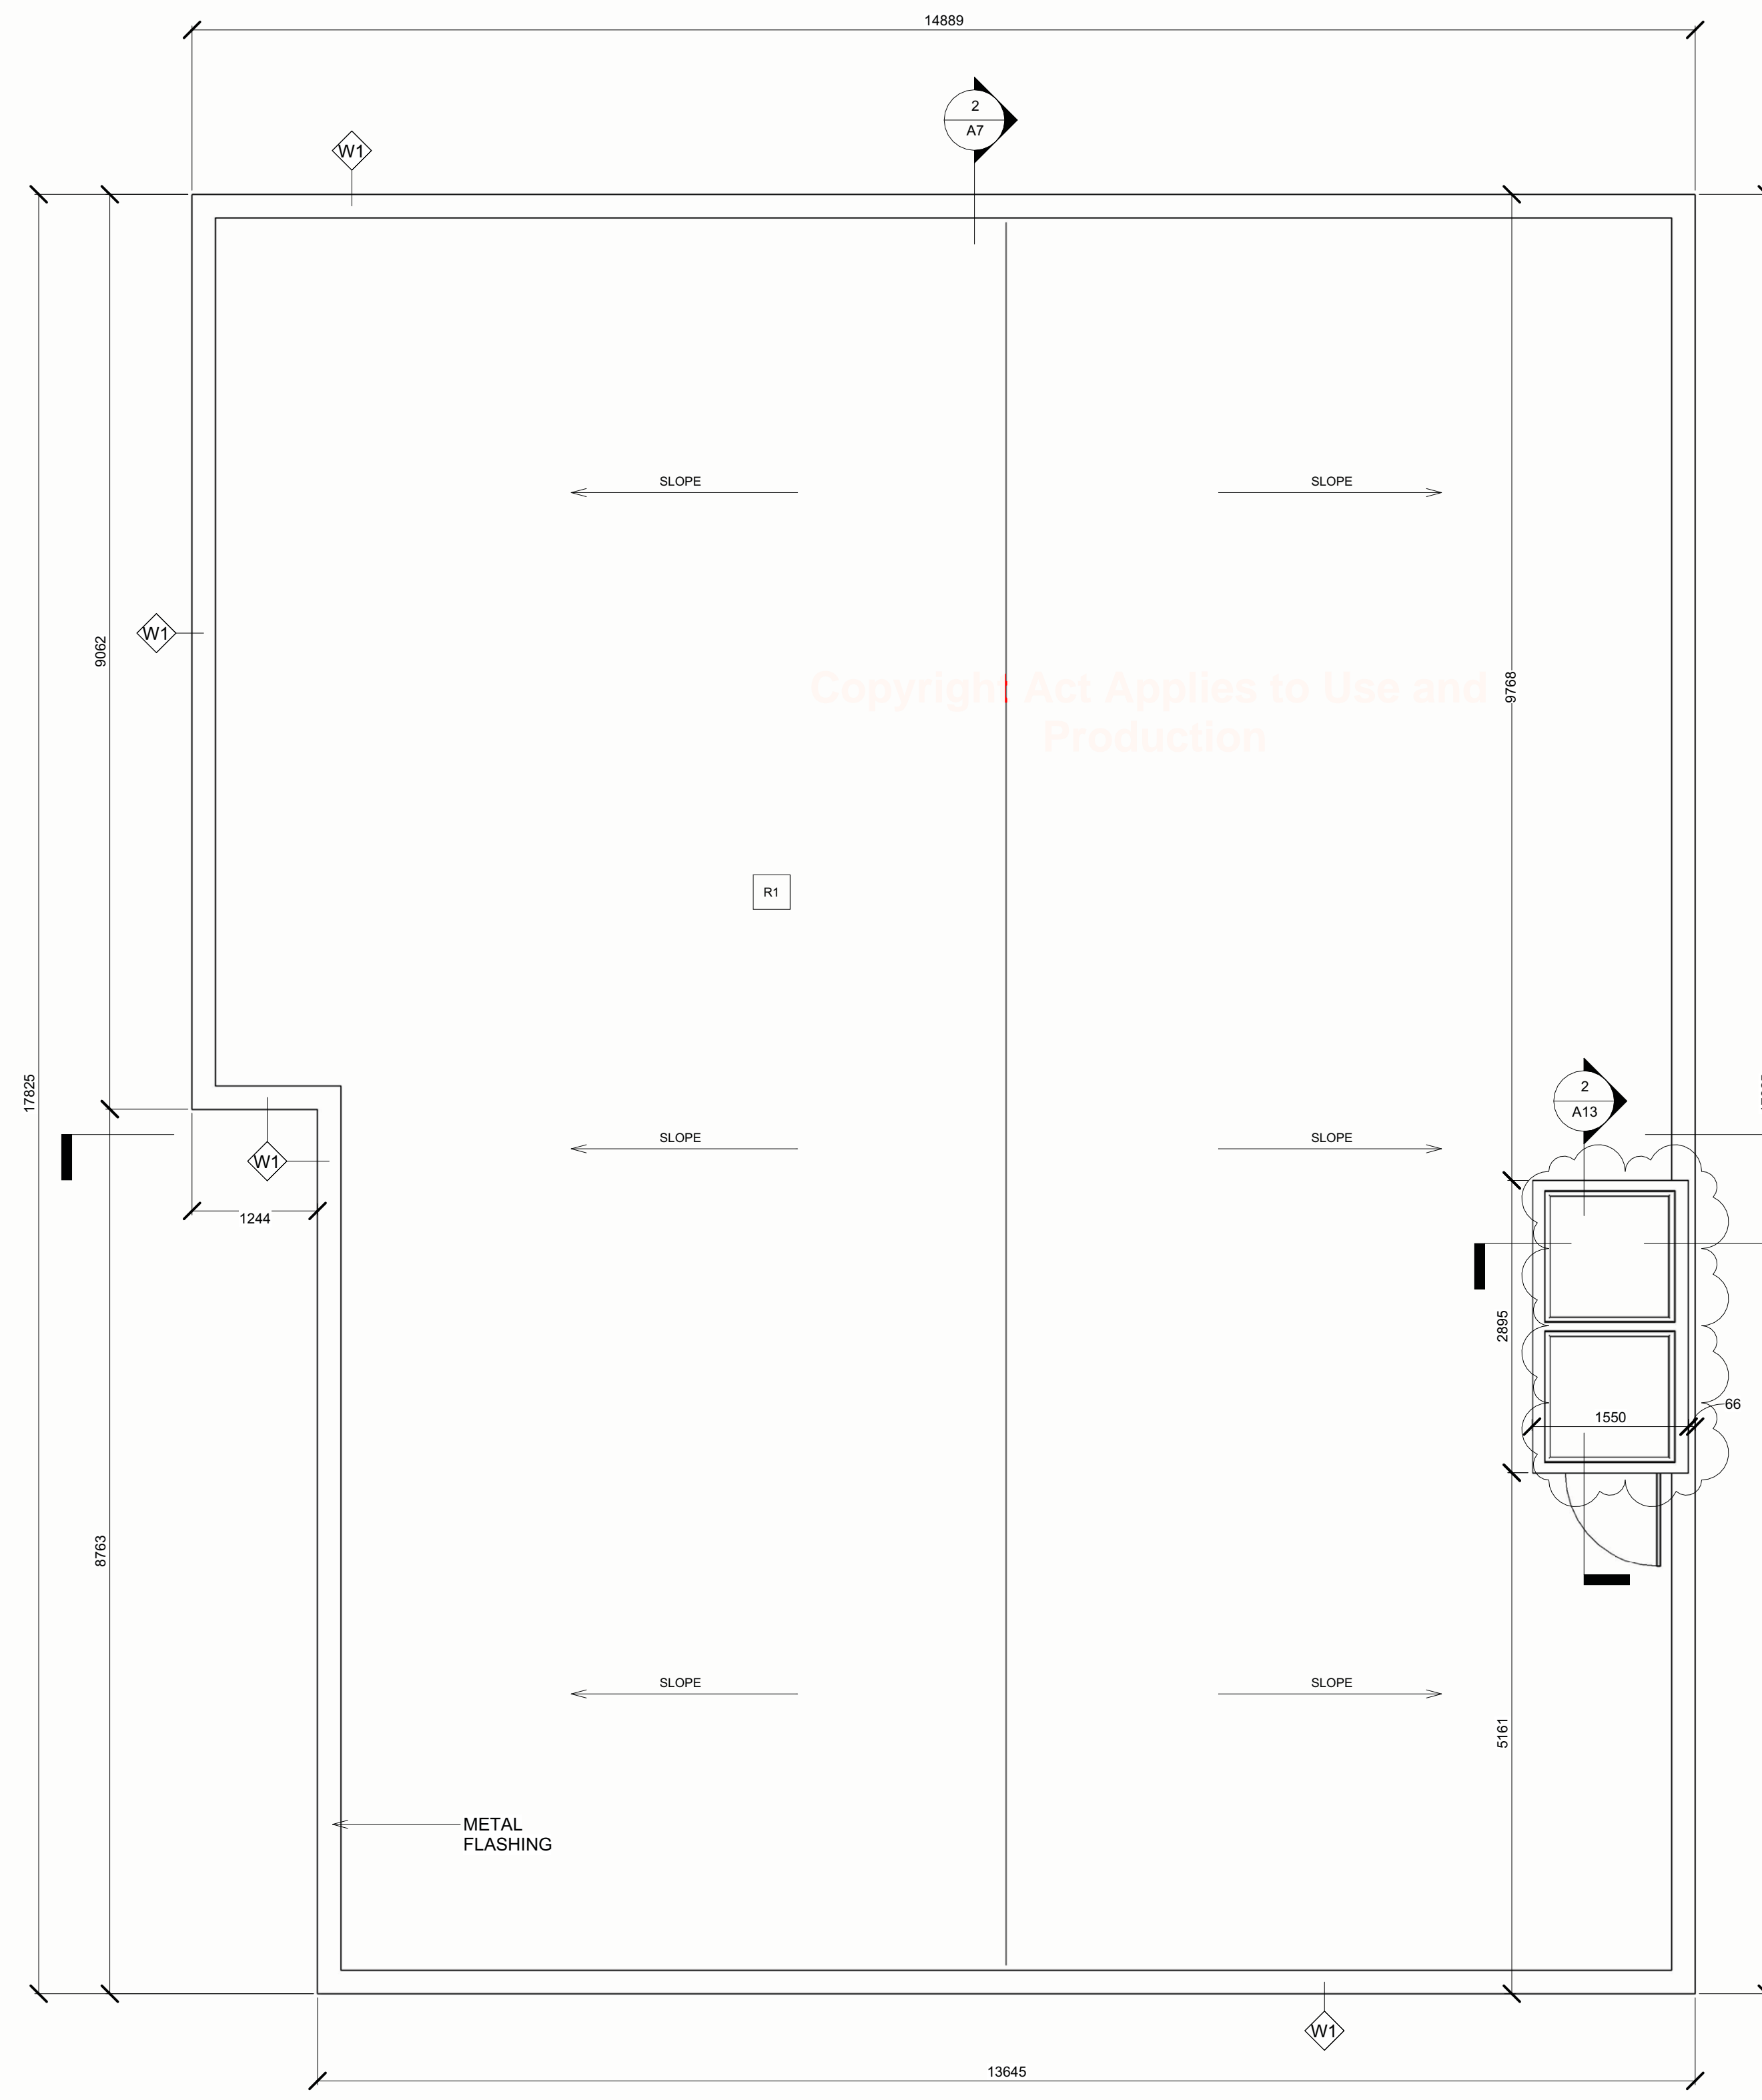 14889
2
A7
W1
SLOPE
SLOPE
W1
9062
Copyright Act Applies to Use and
Production
9768
R1
17825
2
A13
SLOPE
SLOPE
W1
1244
2895
1550
66
8763
SLOPE
SLOPE
5161
METAL
FLASHING
W1
13645